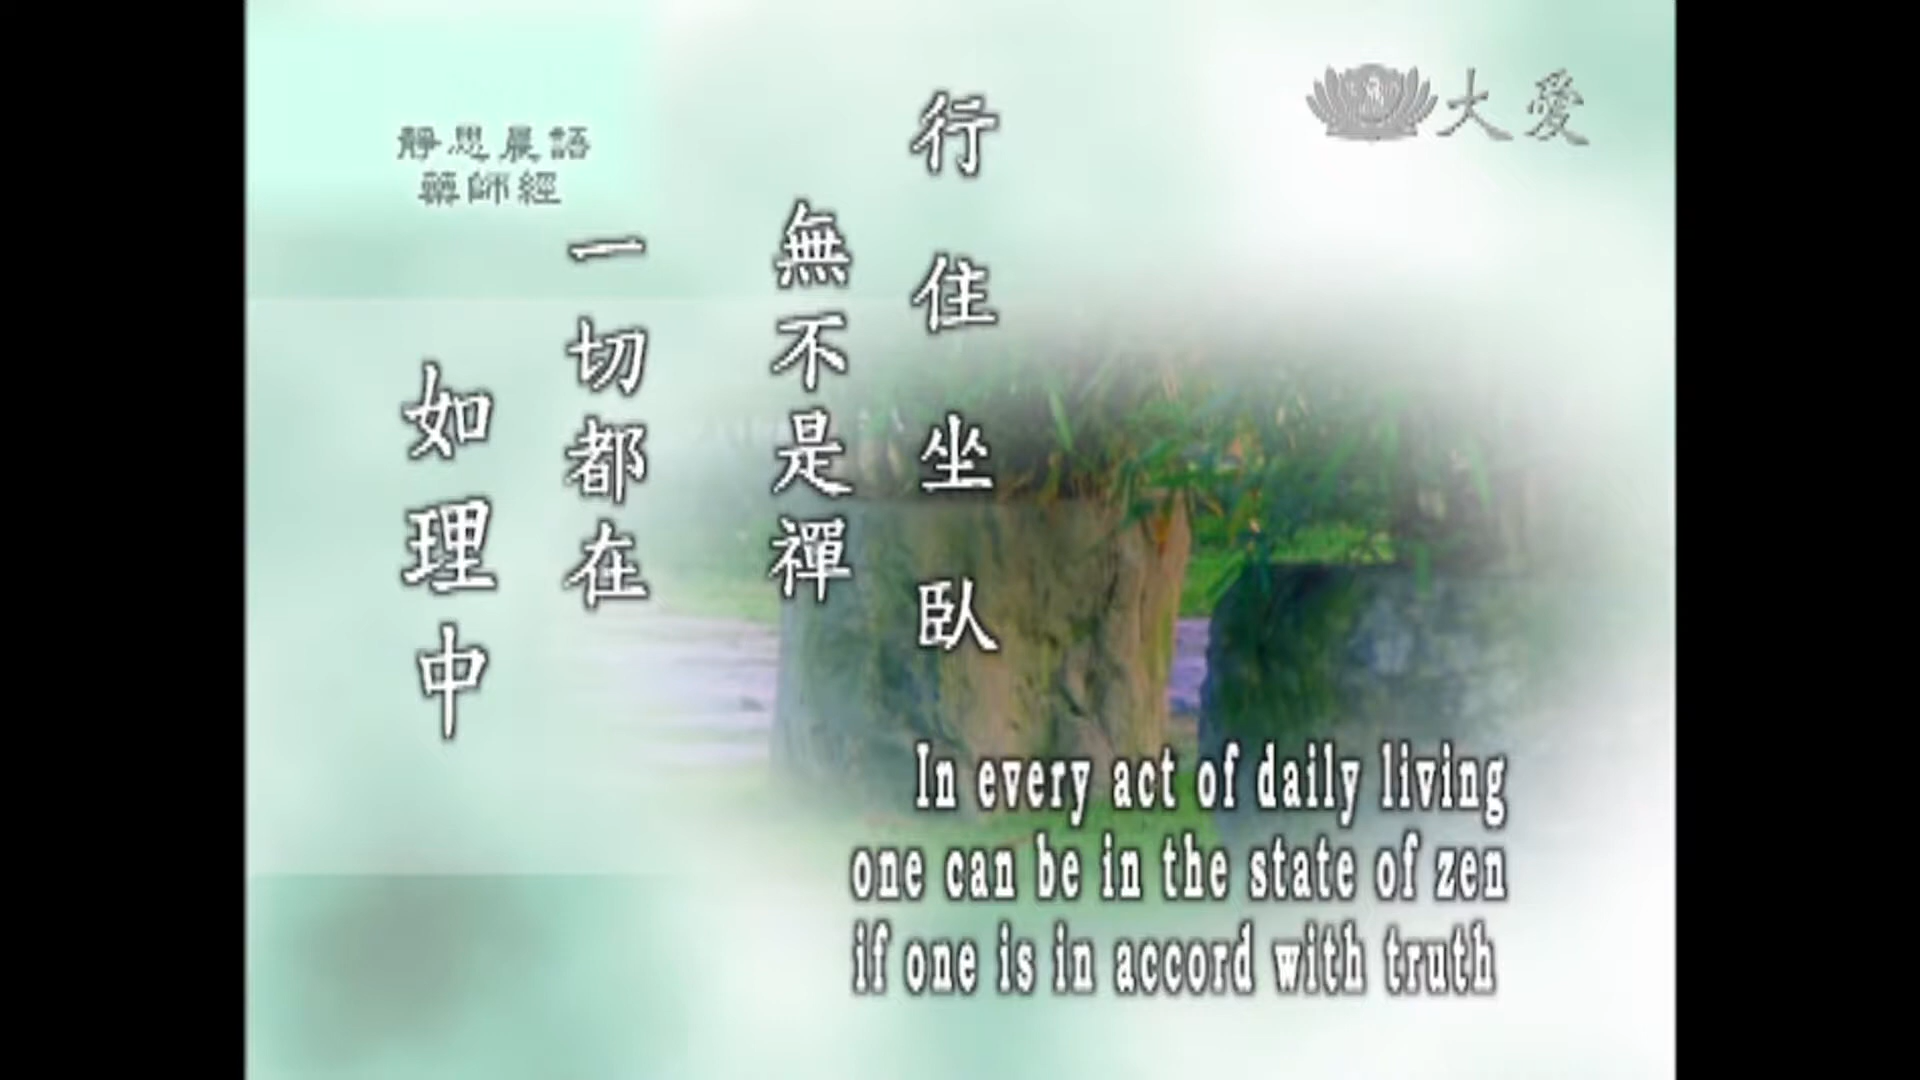 靜思晨語
藥師經
大愛
行住坐臥
無不是禪
一切都在
如理中
In every act of daily living
one can be in the state of zen
if one is in accord with truth